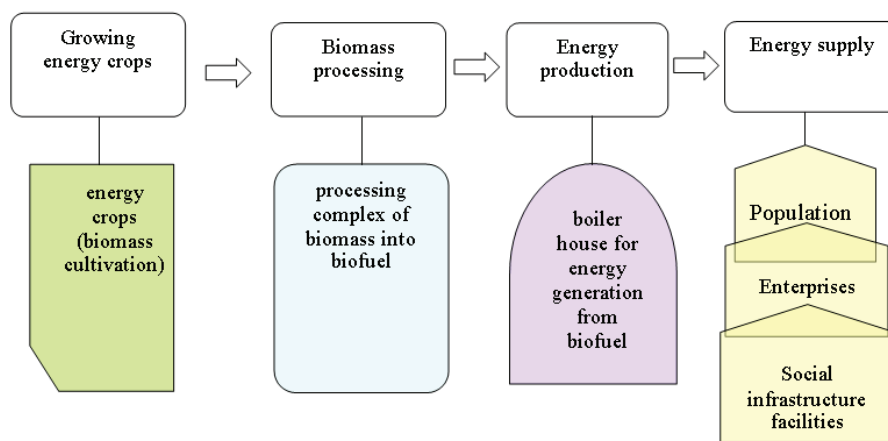 Growing
energy crops
Biomass
processing
Energy
production
Energy supply
energy
crops
(biomass
cultivation)
processing
complex of
biomass into
biofuel
boiler
house for
energy
generation
from
biofuel
Population
Enterprises
Social
infrastructure
facilities